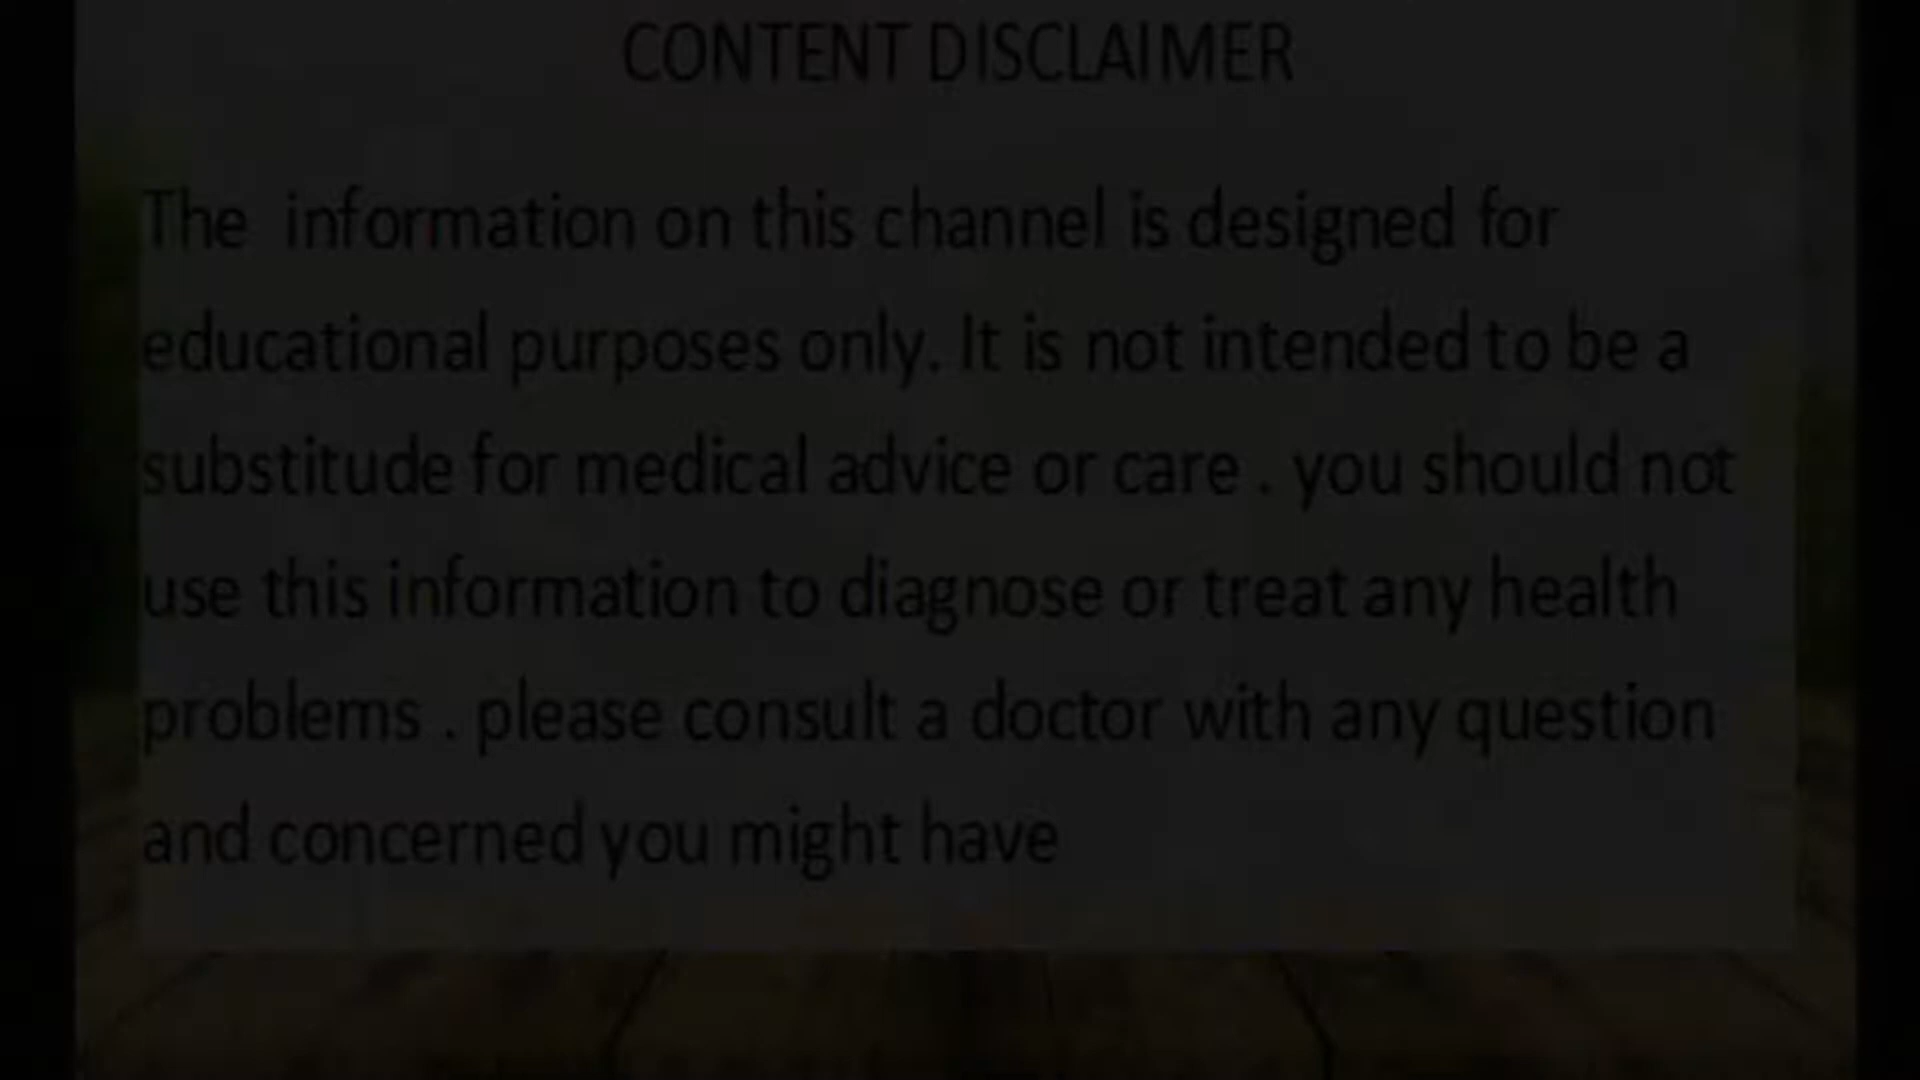 CONTENT DISCLAIMER
The information on this channel is designed for
educational purposes only. It is not intended to be a
substitude for medical advice or care . you should not
use this information to diagnose or treat any health
problems . please consult a doctor with any question
and concerned you might have